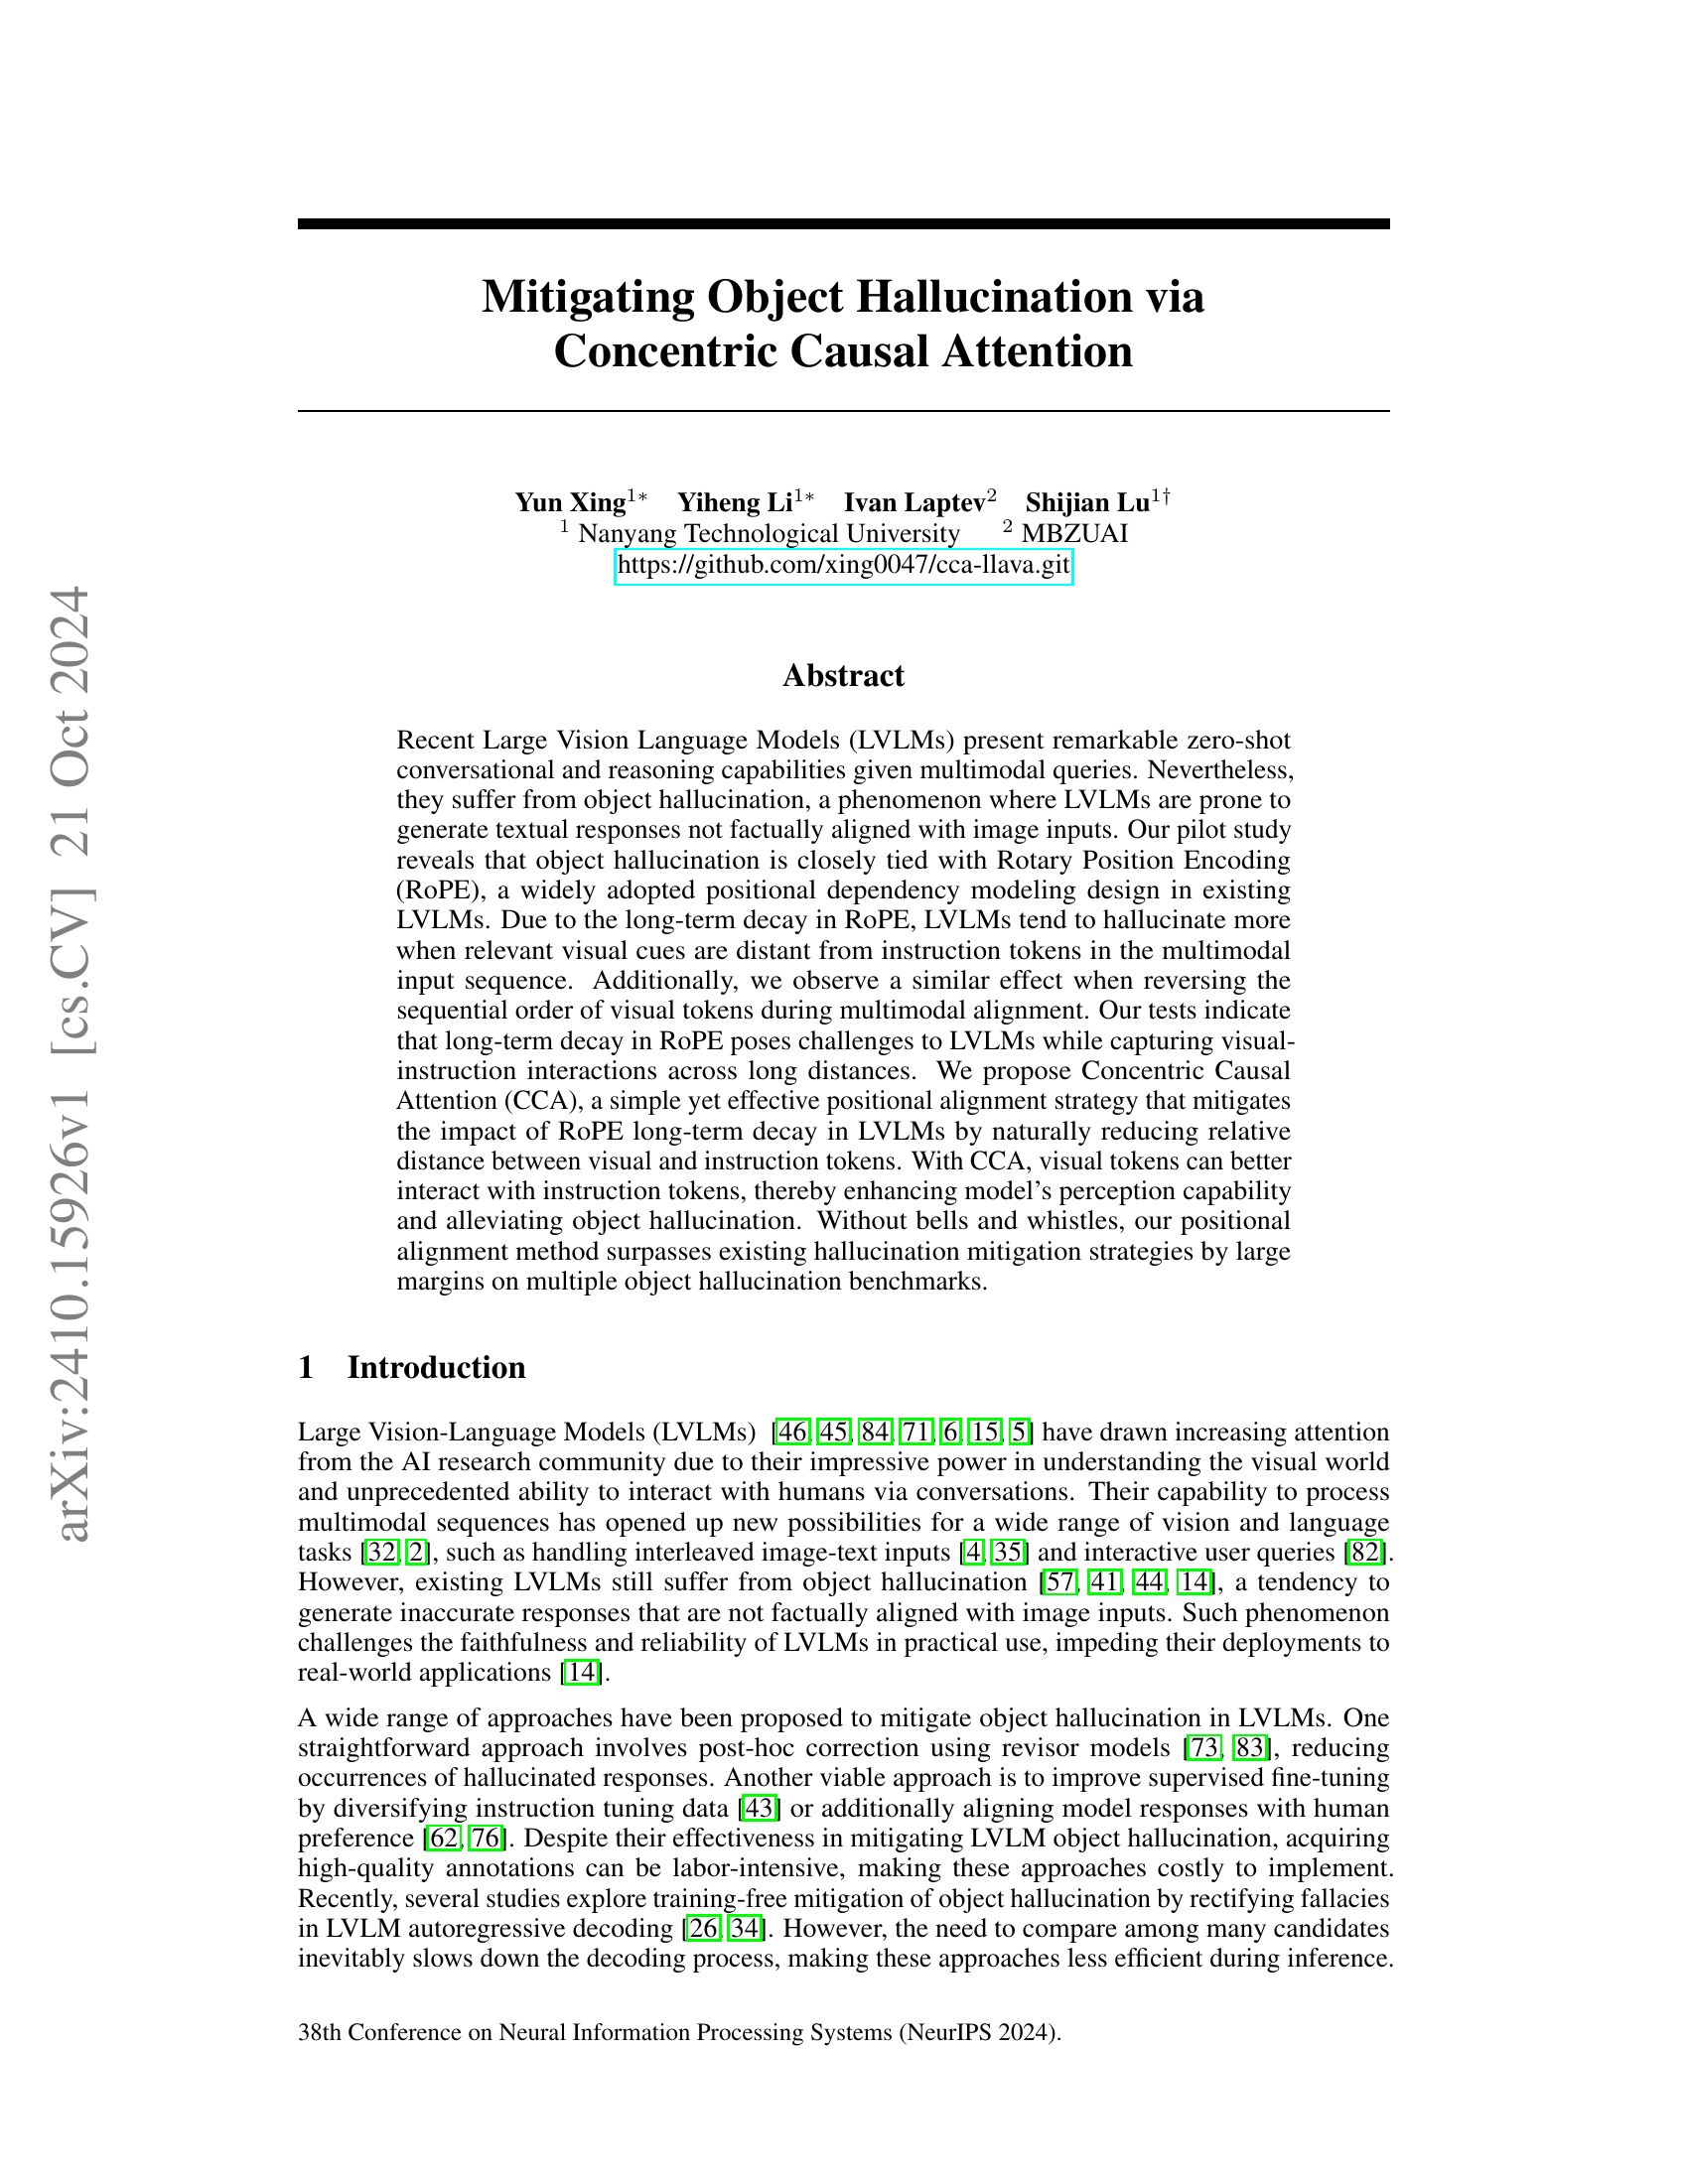 arXiv:2410.15926v1 [cs.CV] 21 Oct 2024
Mitigating Object Hallucination via
Concentric Causal Attention
Yun Xing1∗ Yiheng Li1∗ Ivan Laptev2 Shijian Lu1†
1 Nanyang Technological University 2 MBZUAI
https://github.com/xing0047/cca-llava.git
Abstract
Recent Large Vision Language Models (LVLMs) present remarkable zero-shot
conversational and reasoning capabilities given multimodal queries. Nevertheless,
they suffer from object hallucination, a phenomenon where LVLMs are prone to
generate textual responses not factually aligned with image inputs. Our pilot study
reveals that object hallucination is closely tied with Rotary Position Encoding
(RoPE), a widely adopted positional dependency modeling design in existing
LVLMs. Due to the long-term decay in RoPE, LVLMs tend to hallucinate more
when relevant visual cues are distant from instruction tokens in the multimodal
input sequence. Additionally, we observe a similar effect when reversing the
sequential order of visual tokens during multimodal alignment. Our tests indicate
that long-term decay in RoPE poses challenges to LVLMs while capturing visual-
instruction interactions across long distances. We propose Concentric Causal
Attention (CCA), a simple yet effective positional alignment strategy that mitigates
the impact of RoPE long-term decay in LVLMs by naturally reducing relative
distance between visual and instruction tokens. With CCA, visual tokens can better
interact with instruction tokens, thereby enhancing model's perception capability
and alleviating object hallucination. Without bells and whistles, our positional
alignment method surpasses existing hallucination mitigation strategies by large
margins on multiple object hallucination benchmarks.
1 Introduction
Large Vision-Language Models (LVLMs) [46, 45, 84, 71, 6, 15, 5] have drawn increasing attention
from the AI research community due to their impressive power in understanding the visual world
and unprecedented ability to interact with humans via conversations. Their capability to process
multimodal sequences has opened up new possibilities for a wide range of vision and language
tasks [32, 2], such as handling interleaved image-text inputs [4, 35] and interactive user queries [82].
However, existing LVLMs still suffer from object hallucination [57, 41, 44, 14], a tendency to
generate inaccurate responses that are not factually aligned with image inputs. Such phenomenon
challenges the faithfulness and reliability of LVLMs in practical use, impeding their deployments to
real-world applications [14].
A wide range of approaches have been proposed to mitigate object hallucination in LVLMs. One
straightforward approach involves post-hoc correction using revisor models [73, 83], reducing
occurrences of hallucinated responses. Another viable approach is to improve supervised fine-tuning
by diversifying instruction tuning data [43] or additionally aligning model responses with human
preference [62, 76]. Despite their effectiveness in mitigating LVLM object hallucination, acquiring
high-quality annotations can be labor-intensive, making these approaches costly to implement.
Recently, several studies explore training-free mitigation of object hallucination by rectifying fallacies
in LVLM autoregressive decoding [26, 34]. However, the need to compare among many candidates
inevitably slows down the decoding process, making these approaches less efficient during inference.
38th Conference on Neural Information Processing Systems (NeurIPS 2024).